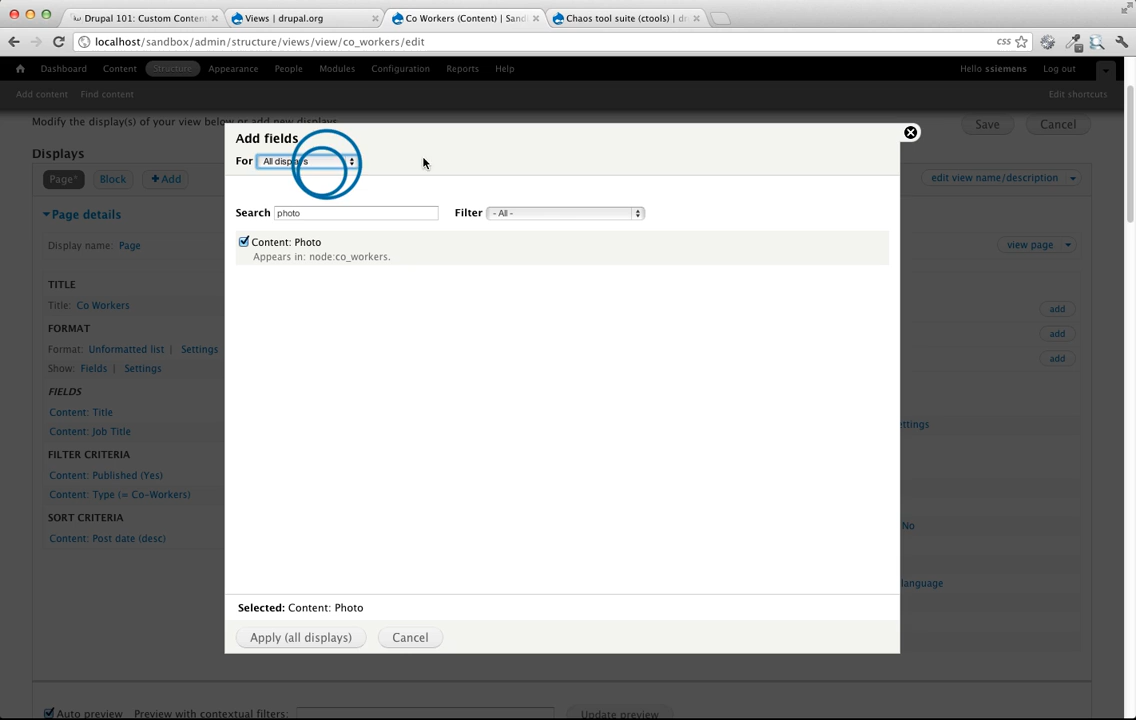 Drupal 101: Custom Content
Views | drupal.org
Co Workers (Content) | Sand
Chaos tool suite (ctools) | dr
localhost/sandbox/admin/structure/views/view/co_workers/edit
CSS
Dashboard Content Structure Appearance People Modules Configuration Reports Help
Hello ssiemens Log out
Add content Find content
Edit shortcuts
Modify the display(s) of your view below or add new displays.
Save Cancel
Displays
Page* Block +Add
edit view name/description
Page details
Display name: Page
view page
TITLE
Title: Co Workers
add
FORMAT
Format: Unformatted list | Settings
add
Show: Fields | Settings
add
FIELDS
Content: Title
Content: Job Title
ettings
FILTER CRITERIA
Content: Published (Yes)
Content: Type (= Co-Workers)
SORT CRITERIA
No
Content: Post date (desc)
language
Add fields
For All displays
Search photo Filter - All -
Content: Photo
Appears in: node:co_workers.
Selected: Content: Photo
Apply (all displays) Cancel
Auto preview Preview with contextual filters: Update preview